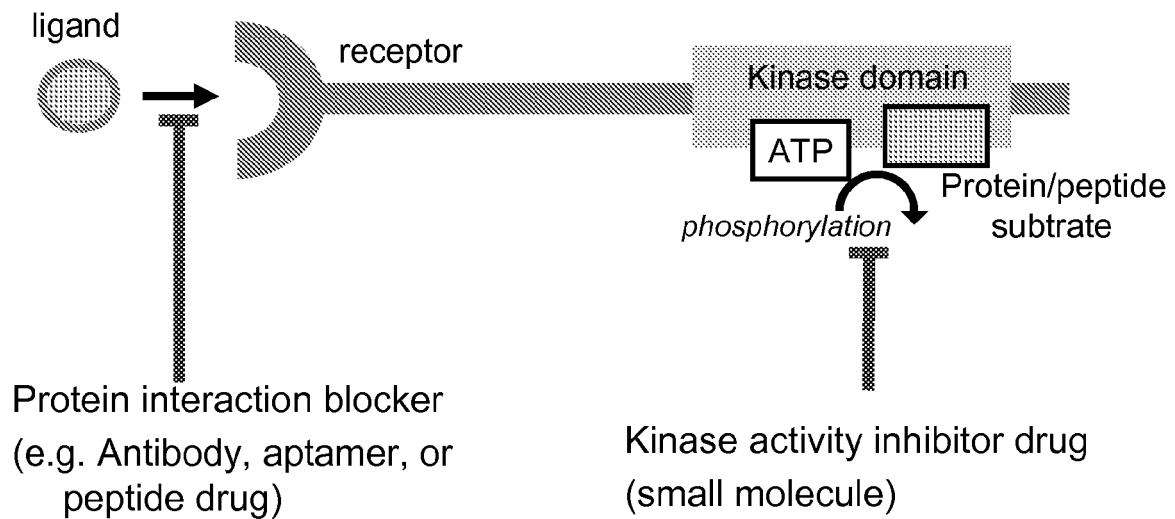 ligand
receptor
Kinase domain
ATP
Protein/peptide
subtrate
phosphorylation
Protein interaction blocker
(e.g. Antibody, aptamer, or
peptide drug)
Kinase activity inhibitor drug
(small molecule)